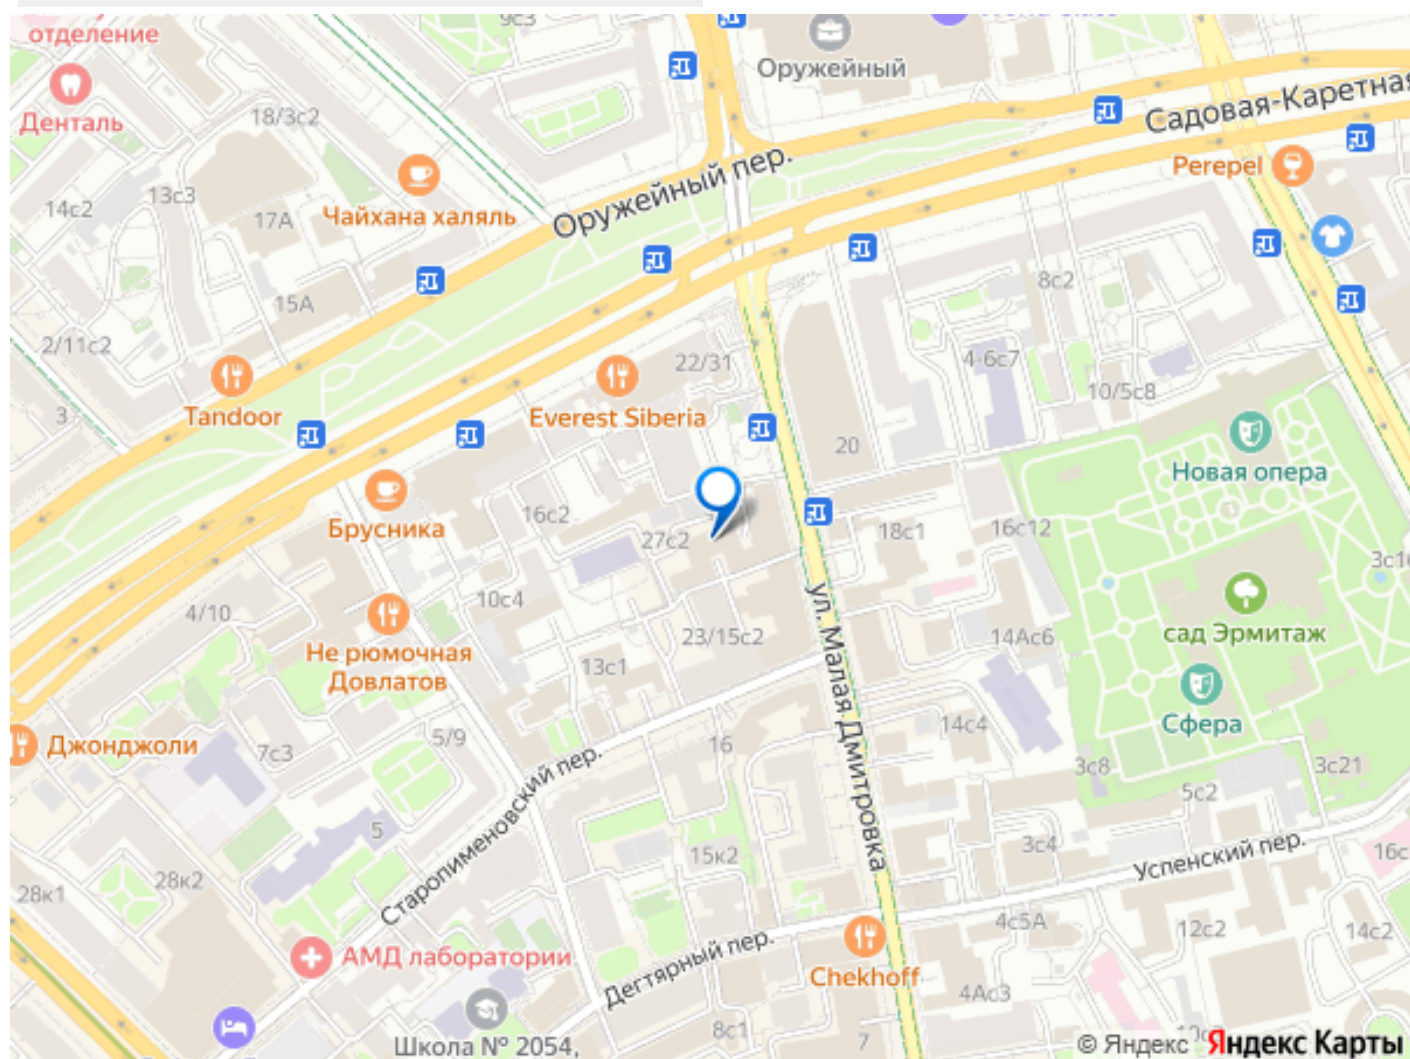 9с3
отделение
Оружейный
Денталь
18/3с2
Садовая-Каретная
Perepel
13с3
14с2
17А
Чайхана халяль
Оружейный пер.
8с2
15А
2/11с2
22/31
4-6с7
10/5с8
3
Tandoor
Everest Siberia
20
Новая опера
Брусника
16с2
27с2
18с1
16с12
4/10
10с4
ул. Малая Дмитровка
23/15с2
14Ас6
сад Эрмитаж
Не рюмочная
Довлатов
13с1
Сфера
Джонджоли
7с3
5/9
16
14с4
3с8
3с21
5с2
Старопименовский пер.
5
15к2
3с4
Успенский пер.
28к1
28к2
4с5А
12с2
14с2
АМД лаборатории
Дегтярный пер.
Chekhoff
4Ас3
Школа № 2054,
8с1
7
© Яндекс Яндекс Карты